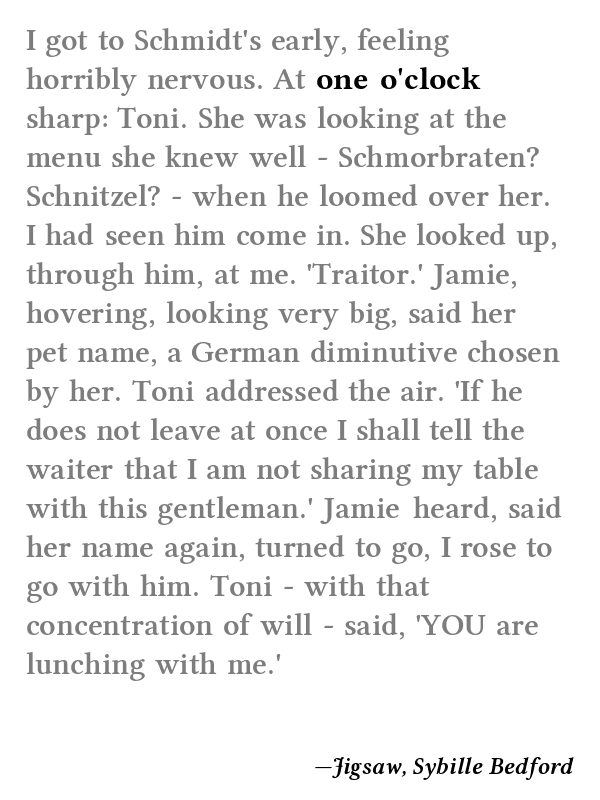 I got to Schmidt's early, feeling
horribly nervous. At one o'clock
sharp: Toni. She was looking at the
menu she knew well - Schmorbraten?
Schnitzel? - when he loomed over her.
I had seen him come in. She looked up,
through him, at me. 'Traitor.' Jamie,
hovering, looking very big, said her
pet name, a German diminutive chosen
by her. Toni addressed the air. 'If he
does not leave at once I shall tell the
waiter that I am not sharing my table
with this gentleman.' Jamie heard, said
her name again, turned to go, I rose to
go with him. Toni - with that
concentration of will - said, 'YOU are
lunching with me.'
—Jigsaw, Sybille Bedford